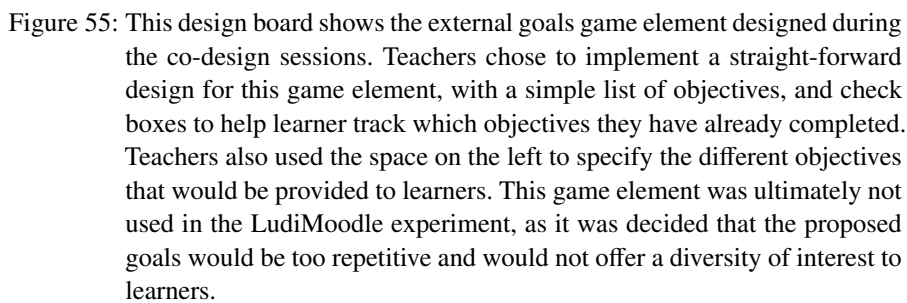 Figure 55: This design board shows the external goals game element designed during
the co-design sessions. Teachers chose to implement a straight-forward
design for this game element, with a simple list of objectives, and check
boxes to help learner track which objectives they have already completed.
Teachers also used the space on the left to specify the different objectives
that would be provided to learners. This game element was ultimately not
used in the LudiMoodle experiment, as it was decided that the proposed
goals would be too repetitive and would not offer a diversity of interest to
learners.